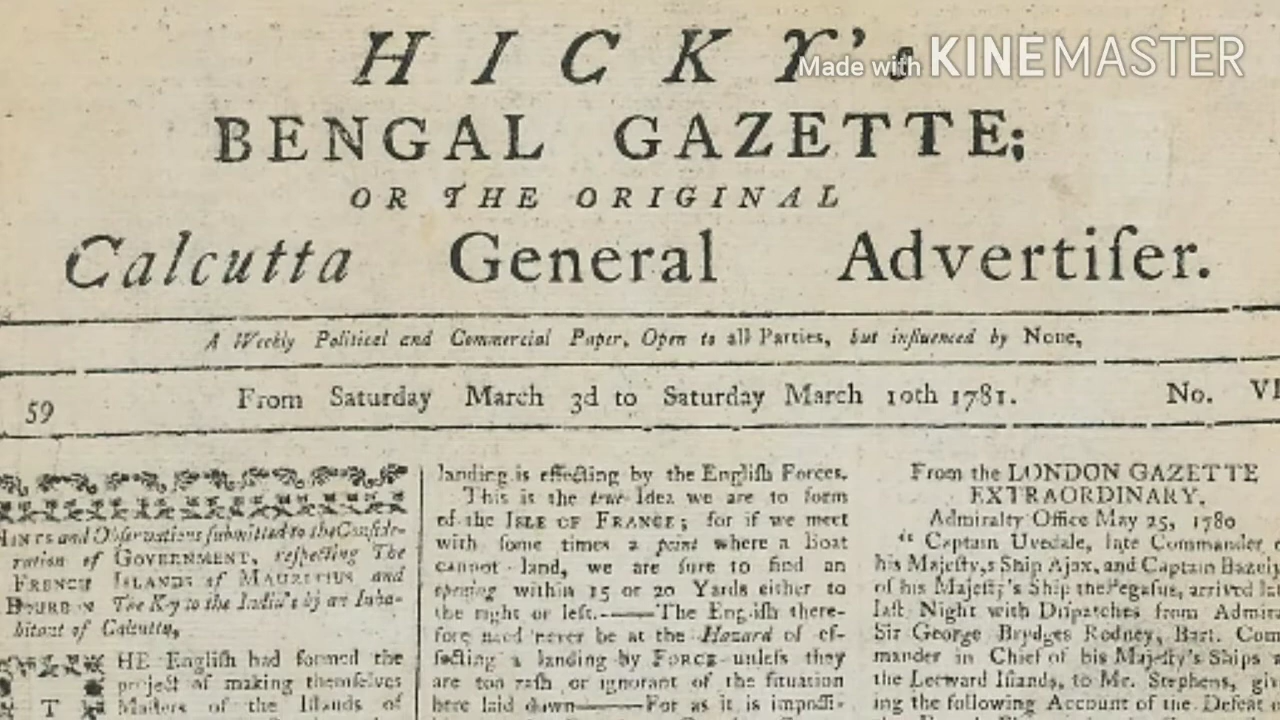 HICKY's
Made with KINEMASTER
BENGAL GAZETTE;
OR THE ORIGINAL
Calcutta General Advertiſer.
A Weekly Political and Commercial Paper, Open to all Parties, but influenced by None,
59 From Saturday March 3d to Saturday March 10th 1781. No. VI
HINTS and Obſervations ſubmitted to the Conſide-
ration of GOVERNMENT, reſpecting The
FRENCH ISLANDS of MAURITIUS and
BOURBON The Key to the India's by an Inha-
bitant of Calcutta,
THE Engliſh had formed the
project of making themſelves
Maſters of the Iſlands of
landing is effecting by the Engliſh Forces.
This is the true Idea we are to form
of the ISLE OF FRANCE; for if we meet
with ſome times a point where a Boat
cannot land, we are ſure to find an
opening within 15 or 20 Yards either to
the right or left.——The Engliſh there-
fore need never be at the Hazard of ef-
fecting a landing by FORCE unleſs they
are too raſh or ignorant of the ſituation
here laid down——For as it is impoſſi-
From the LONDON GAZETTE
EXTRAORDINARY.
Admiralty Office May 25, 1780
" Captain Uvedale, late Commander
his Majeſty,s Ship Ajax, and Captain Bazely
of his Majeſty's Ship the Pegaſus, arrived
laſt Night with Diſpatches from
Sir George Brydges Rodney, Bart. Com
mander in Chief of his Majeſty's Ships
the Leeward Iſlands, to Mr. Stephens,
ing the following Account of the Defeat